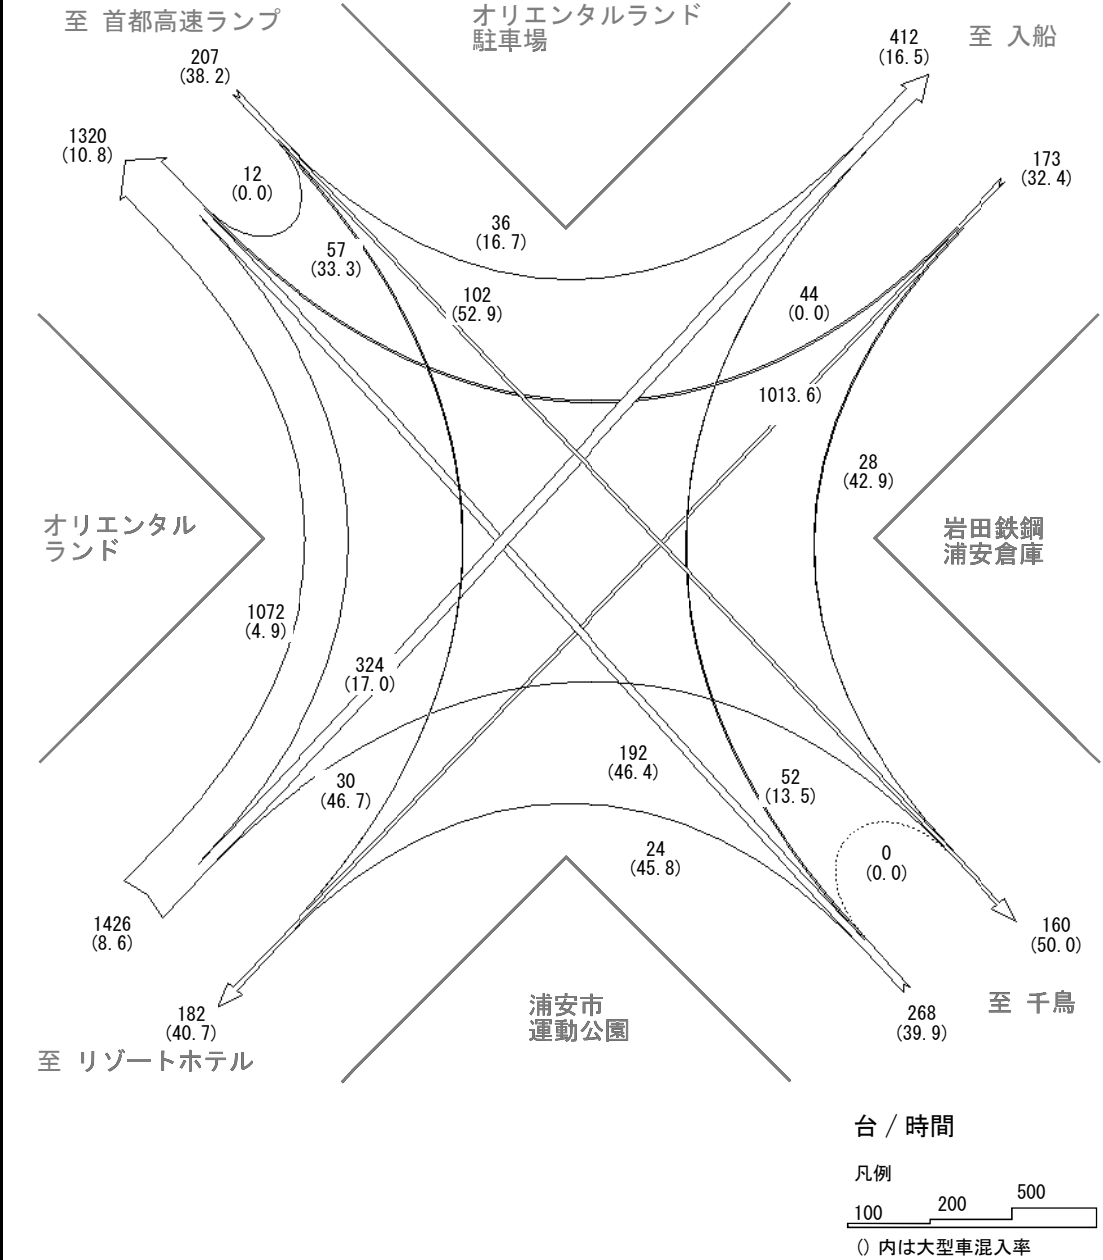 至 首都高速ランプ
オリエンタルランド
駐車場
至 入船
207
(38.2)
412
(16.5)
1320
(10.8)
12
(0.0)
173
(32.4)
36
(16.7)
57
(33.3)
102
(52.9)
44
(0.0)
1013.6)
28
(42.9)
オリエンタル
ランド
岩田鉄鋼
浦安倉庫
1072
(4.9)
324
(17.0)
192
(46.4)
30
(46.7)
52
(13.5)
24
(45.8)
0
(0.0)
1426
(8.6)
160
(50.0)
182
(40.7)
浦安市
運動公園
268
(39.9)
至 千鳥
至 リゾートホテル
台 / 時間
凡例
100 200 500
() 内は大型車混入率